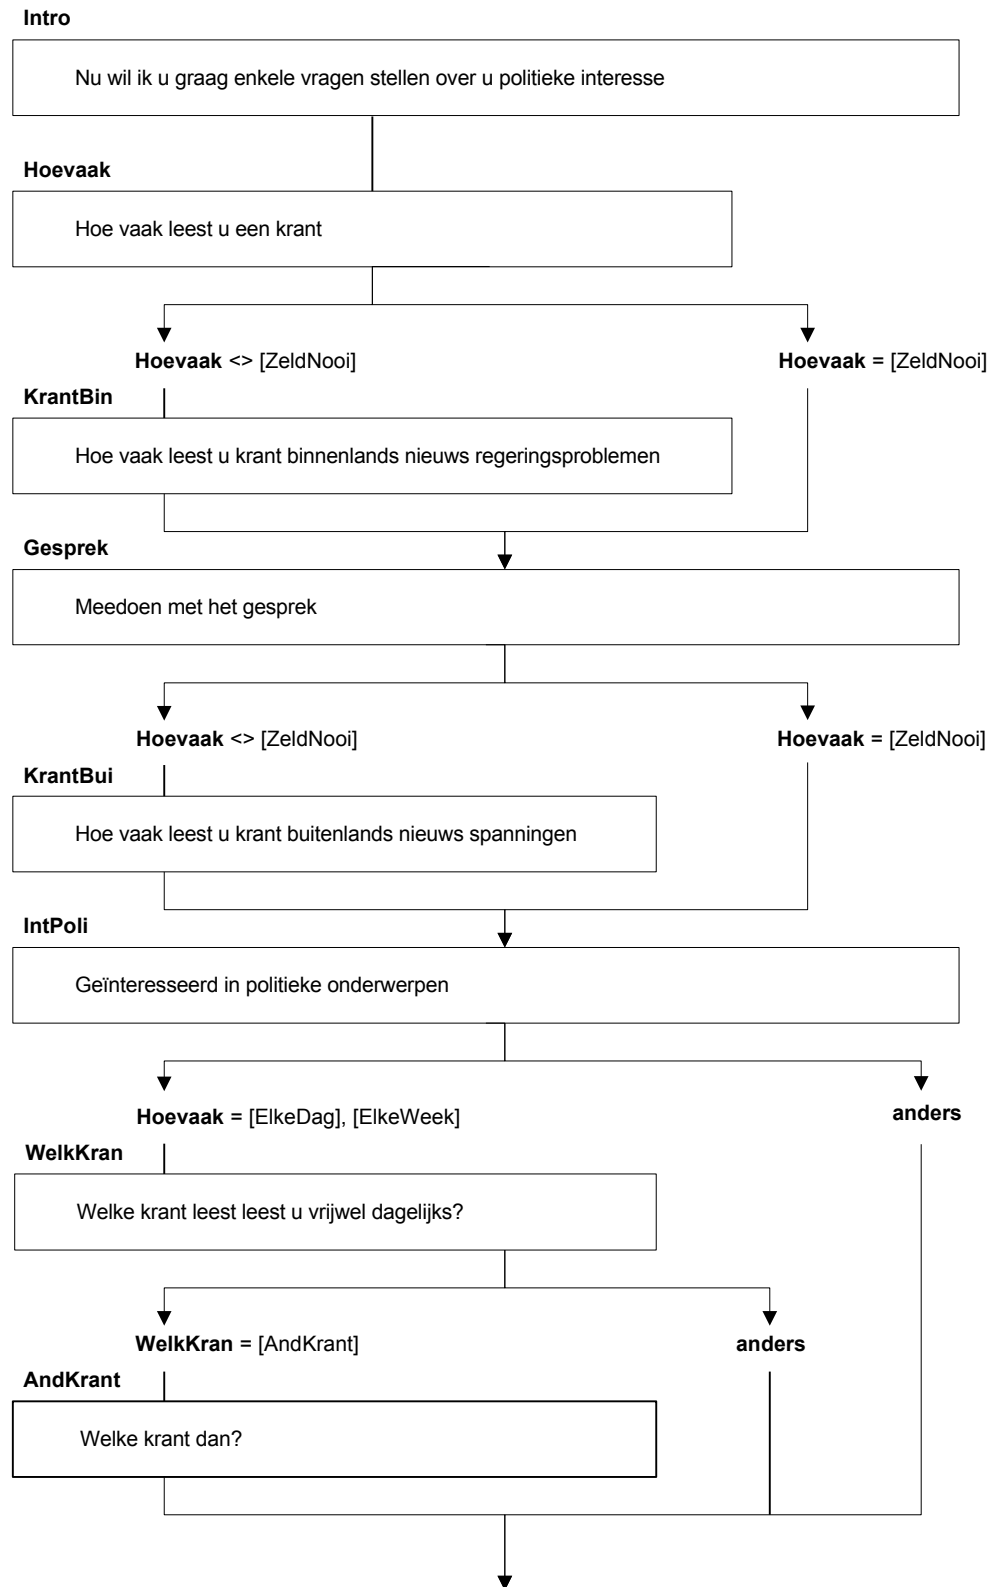 Intro
Nu wil ik u graag enkele vragen stellen over u politieke interesse
Hoevaak
Hoe vaak leest u een krant
Hoevaak <> [ZeldNooi]
Hoevaak = [ZeldNooi]
KrantBin
Hoe vaak leest u krant binnenlands nieuws regeringsproblemen
Gesprek
Meedoen met het gesprek
Hoevaak <> [ZeldNooi]
Hoevaak = [ZeldNooi]
KrantBui
Hoe vaak leest u krant buitenlands nieuws spanningen
IntPoli
Geïnteresseerd in politieke onderwerpen
Hoevaak = [ElkeDag], [ElkeWeek]
anders
WelkKran
Welke krant leest leest u vrijwel dagelijks?
WelkKran = [AndKrant]
anders
AndKrant
Welke krant dan?